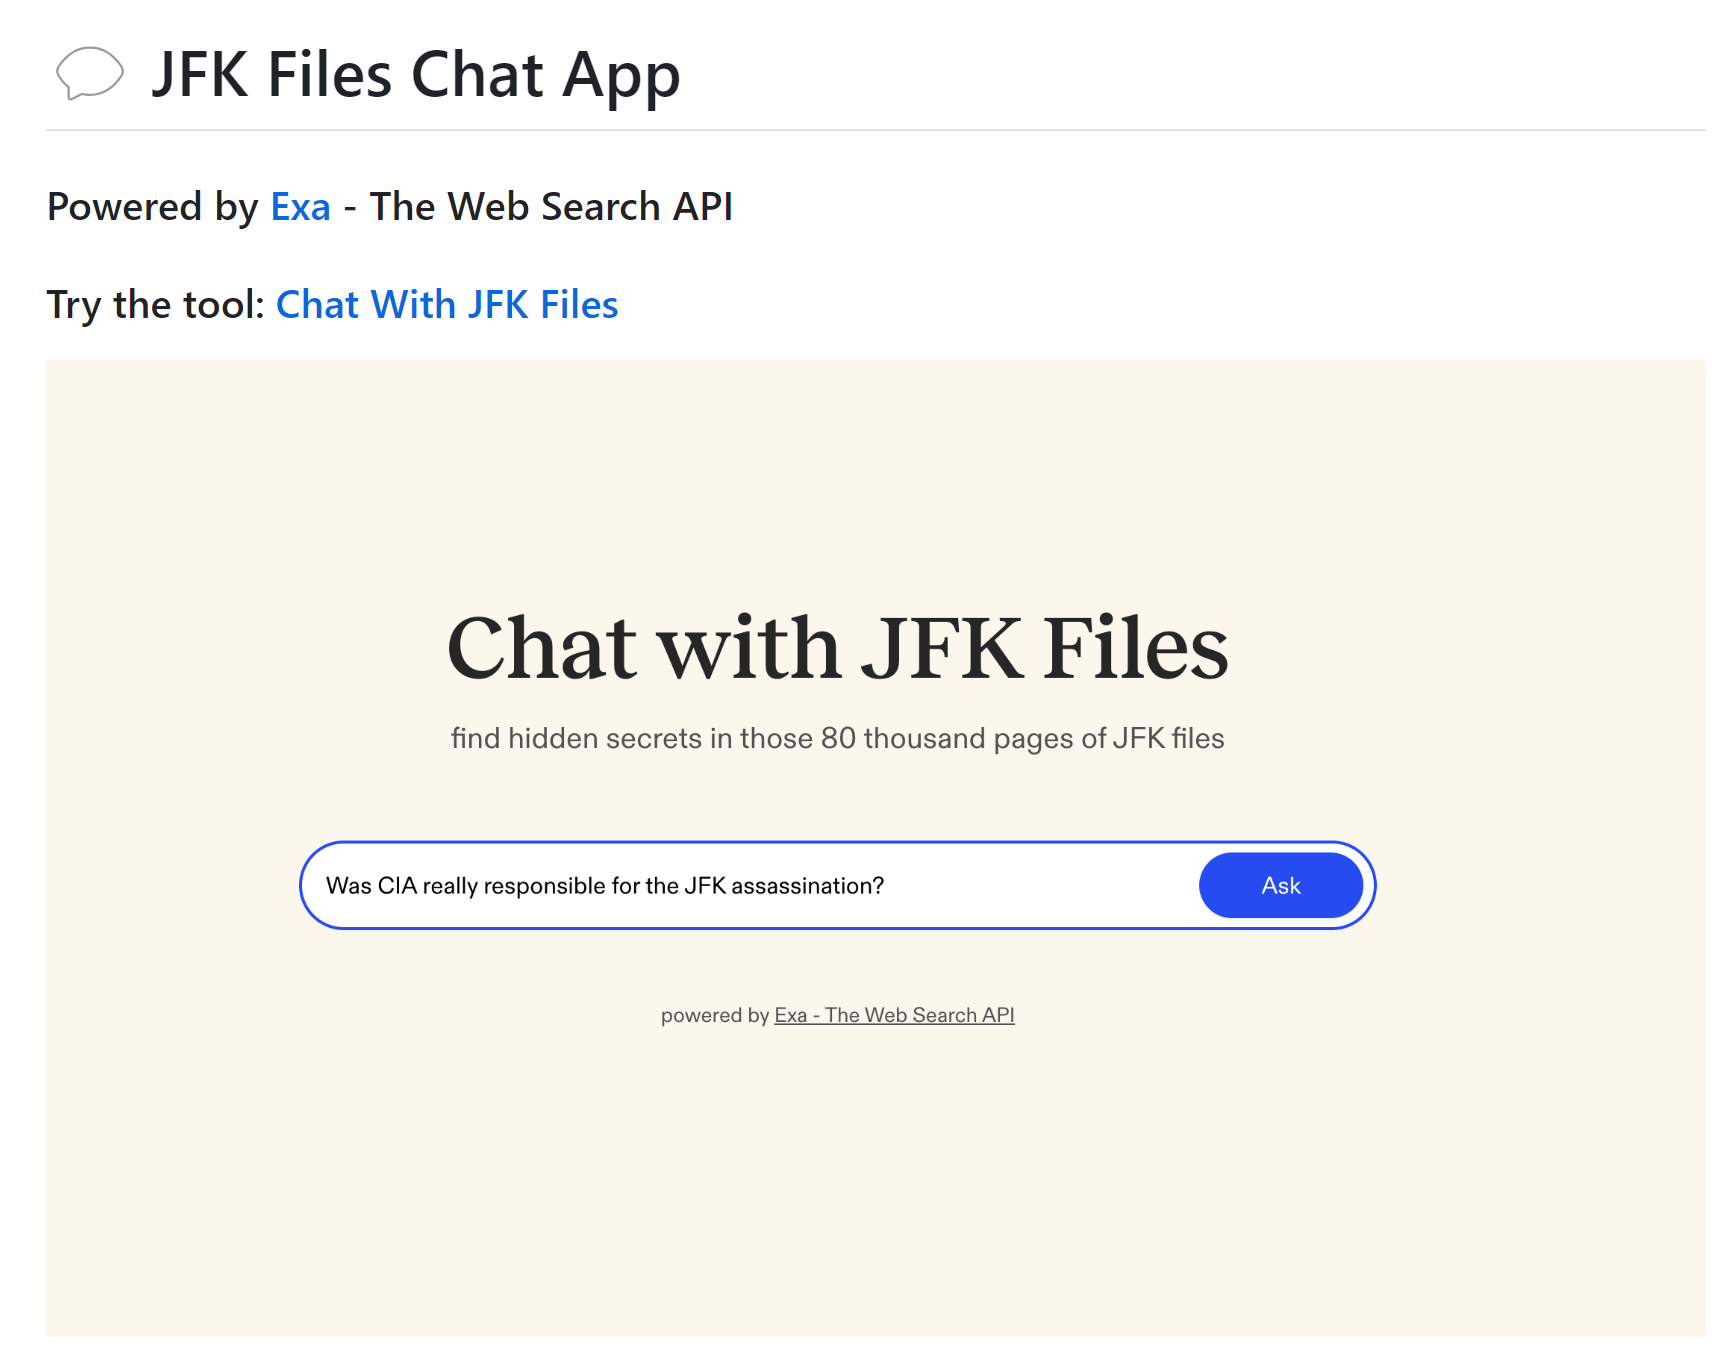 JFK Files Chat App
Powered by Exa - The Web Search API
Try the tool: Chat With JFK Files
Chat with JFK Files
find hidden secrets in those 80 thousand pages of JFK files
Was CIA really responsible for the JFK assassination? Ask
powered by Exa - The Web Search API